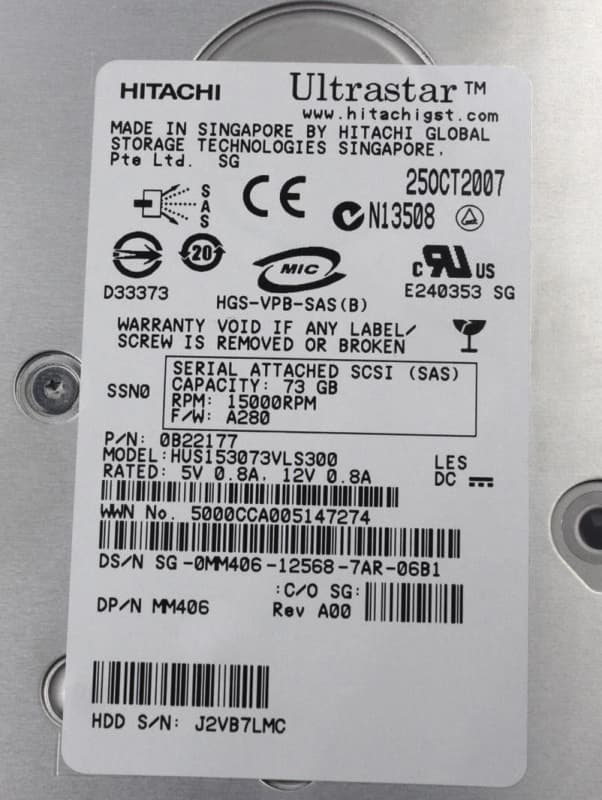 HITACHI Ultrastar™
www.hitachigst.com
MADE IN SINGAPORE BY HITACHI GLOBAL
STORAGE TECHNOLOGIES SINGAPORE.
Pte Ltd. SG
25OCT2007
SAS
CE
N13508
20
MIC
c RU US
D33373
HGS-VPB-SAS(B)
E240353 SG
WARRANTY VOID IF ANY LABEL/
SCREW IS REMOVED OR BROKEN
SERIAL ATTACHED SCSI (SAS)
CAPACITY: 73 GB
SSN0
RPM: 15000RPM
F/W: A280
P/N: 0B22177
MODEL:HUS153073VLS300
LES
RATED: 5V 0.8A, 12V 0.8A
DC
WWN No. 5000CCA005147274
DS/N SG-0MM406-12568-7AR-06B1
:C/O SG:
DP/N MM406
Rev A00
HDD S/N: J2VB7LMC